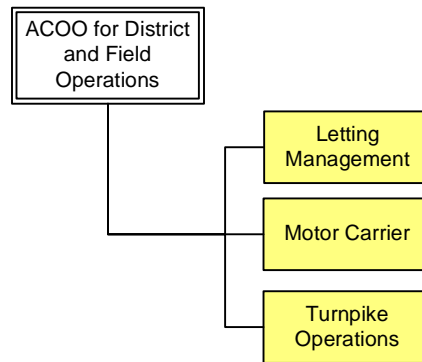 ACOO for District
and Field
Operations
Letting
Management
Motor Carrier
Turnpike
Operations